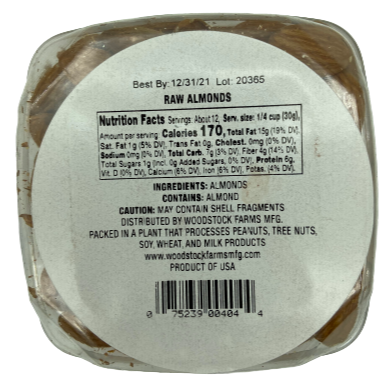 Best By: 12/31/21 Lot: 20365
RAW ALMONDS
Nutrition Facts Servings: About 12, Serv. size: 1/4 cup (30g),
Amount per serving: Calories 170, Total Fat 15g (19% DV),
Sat. Fat 1g (5% DV), Trans Fat 0g, Cholest. 0mg (0% DV),
Sodium 0mg (0% DV), Total Carb. 7g (3% DV), Fiber 4g (14% DV),
Total Sugars 1g (Incl. 0g Added Sugars, 0% DV), Protein 6g,
Vit. D (0% DV), Calcium (6% DV), Iron (6% DV), Potas. (4% DV).
INGREDIENTS: ALMONDS
CONTAINS: ALMOND
CAUTION: MAY CONTAIN SHELL FRAGMENTS
DISTRIBUTED BY WOODSTOCK FARMS MFG.
PACKED IN A PLANT THAT PROCESSES PEANUTS, TREE NUTS,
SOY, WHEAT, AND MILK PRODUCTS
www.woodstockfarmsmfg.com
PRODUCT OF USA
0 75239 00404 4